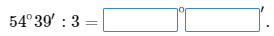 54°39′ : 3 = ° ′.